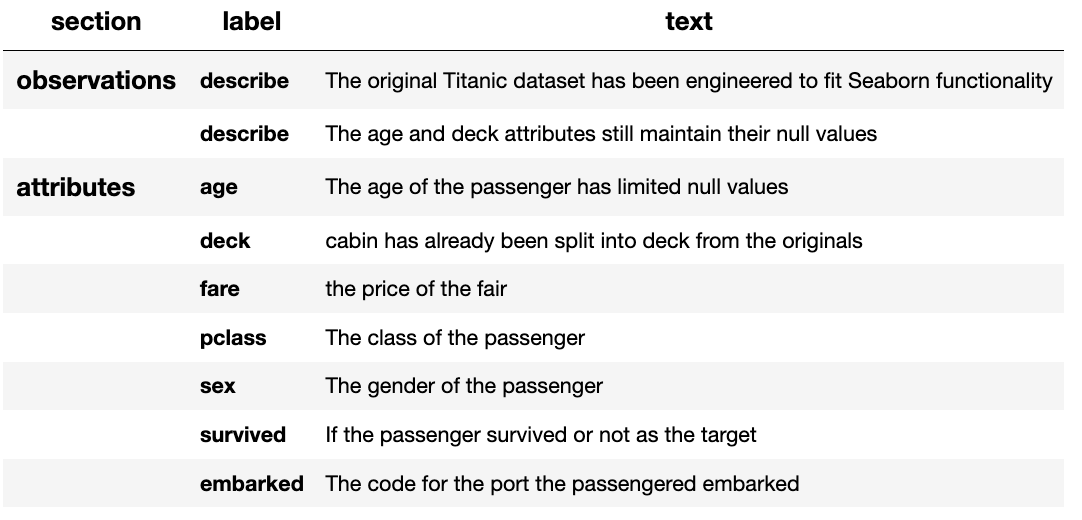 section label text
observations describe The original Titanic dataset has been engineered to fit Seaborn functionality
describe The age and deck attributes still maintain their null values
attributes age The age of the passenger has limited null values
deck cabin has already been split into deck from the originals
fare the price of the fair
pclass The class of the passenger
sex The gender of the passenger
survived If the passenger survived or not as the target
embarked The code for the port the passengered embarked